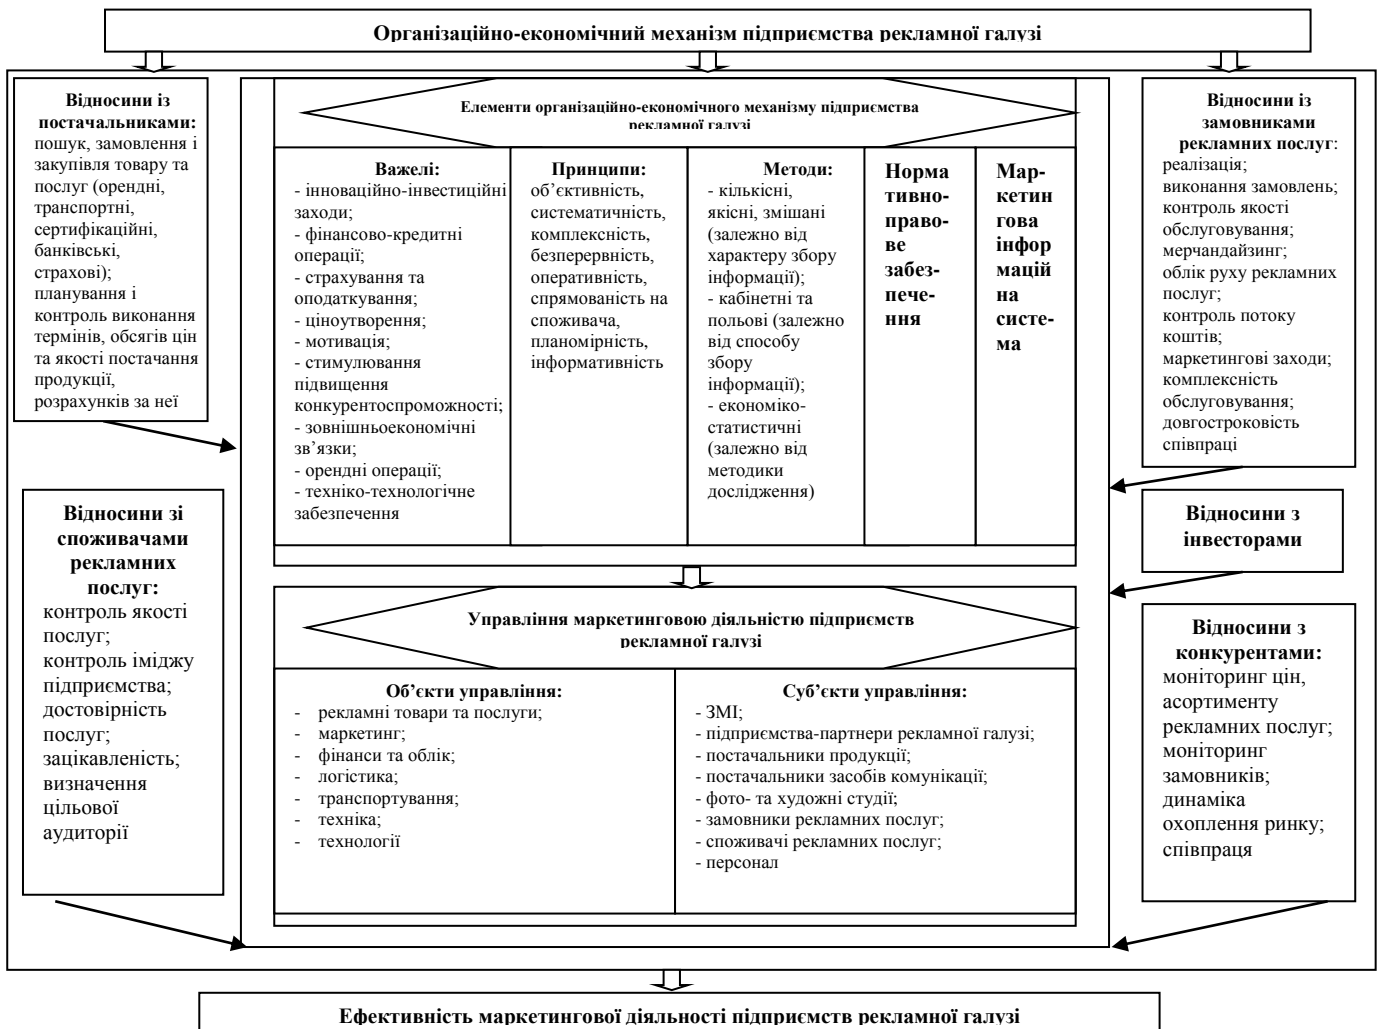 Організаційно-економічний механізм підприємства рекламної галузі
Відносини із
постачальниками:
пошук, замовлення і
закупівля товару та
послуг (орендні,
транспортні,
сертифікаційні,
банківські,
страхові);
планування і
контроль виконання
термінів, обсягів цін
та якості постачання
продукції,
розрахунків за неї
Відносини зі
споживачами
рекламних
послуг:
контроль якості
послуг;
контроль іміджу
підприємства;
достовірність
послуг;
зацікавленість;
визначення
цільової
аудиторії
Елементи організаційно-економічного механізму підприємства
рекламної галузі
Важелі:
- інноваційно-інвестиційні
заходи;
- фінансово-кредитні
операції;
- страхування та
оподаткування;
- ціноутворення;
- мотивація;
- стимулювання
підвищення
конкурентоспроможності;
- зовнішньоекономічні
зв’язки;
- орендні операції;
- техніко-технологічне
забезпечення
Принципи:
об’єктивність,
систематичність,
комплексність,
безперервність,
оперативність,
спрямованість на
споживача,
планомірність,
інформативність
Методи:
- кількісні,
якісні, змішані
(залежно від
характеру збору
інформації);
- кабінетні та
польові (залежно
від способу
збору
інформації);
- економіко-
статистичні
(залежно від
методики
дослідження)
Норма
тивно-
право-
ве
забез-
пече-
ння
Мар-
кетин
гова
інфор
мацій
на
систе-
ма
Управління маркетинговою діяльністю підприємств
рекламної галузі
Об’єкти управління:
- рекламні товари та послуги;
- маркетинг;
- фінанси та облік;
- логістика;
- транспортування;
- техніка;
- технології
Суб’єкти управління:
- ЗМІ;
- підприємства-партнери рекламної галузі;
- постачальники продукції;
- постачальники засобів комунікації;
- фото- та художні студії;
- замовники рекламних послуг;
- споживачі рекламних послуг;
- персонал
Відносини із
замовниками
рекламних послуг:
реалізація;
виконання замовлень;
контроль якості
обслуговування;
мерчандайзинг;
облік руху рекламних
послуг;
контроль потоку
коштів;
маркетингові заходи;
комплексність
обслуговування;
довгостроковість
співпраці
Відносини з
інвесторами
Відносини з
конкурентами:
моніторинг цін,
асортименту
рекламних послуг;
моніторинг
замовників;
динаміка
охоплення ринку;
співпраця
Ефективність маркетингової діяльності підприємств рекламної галузі